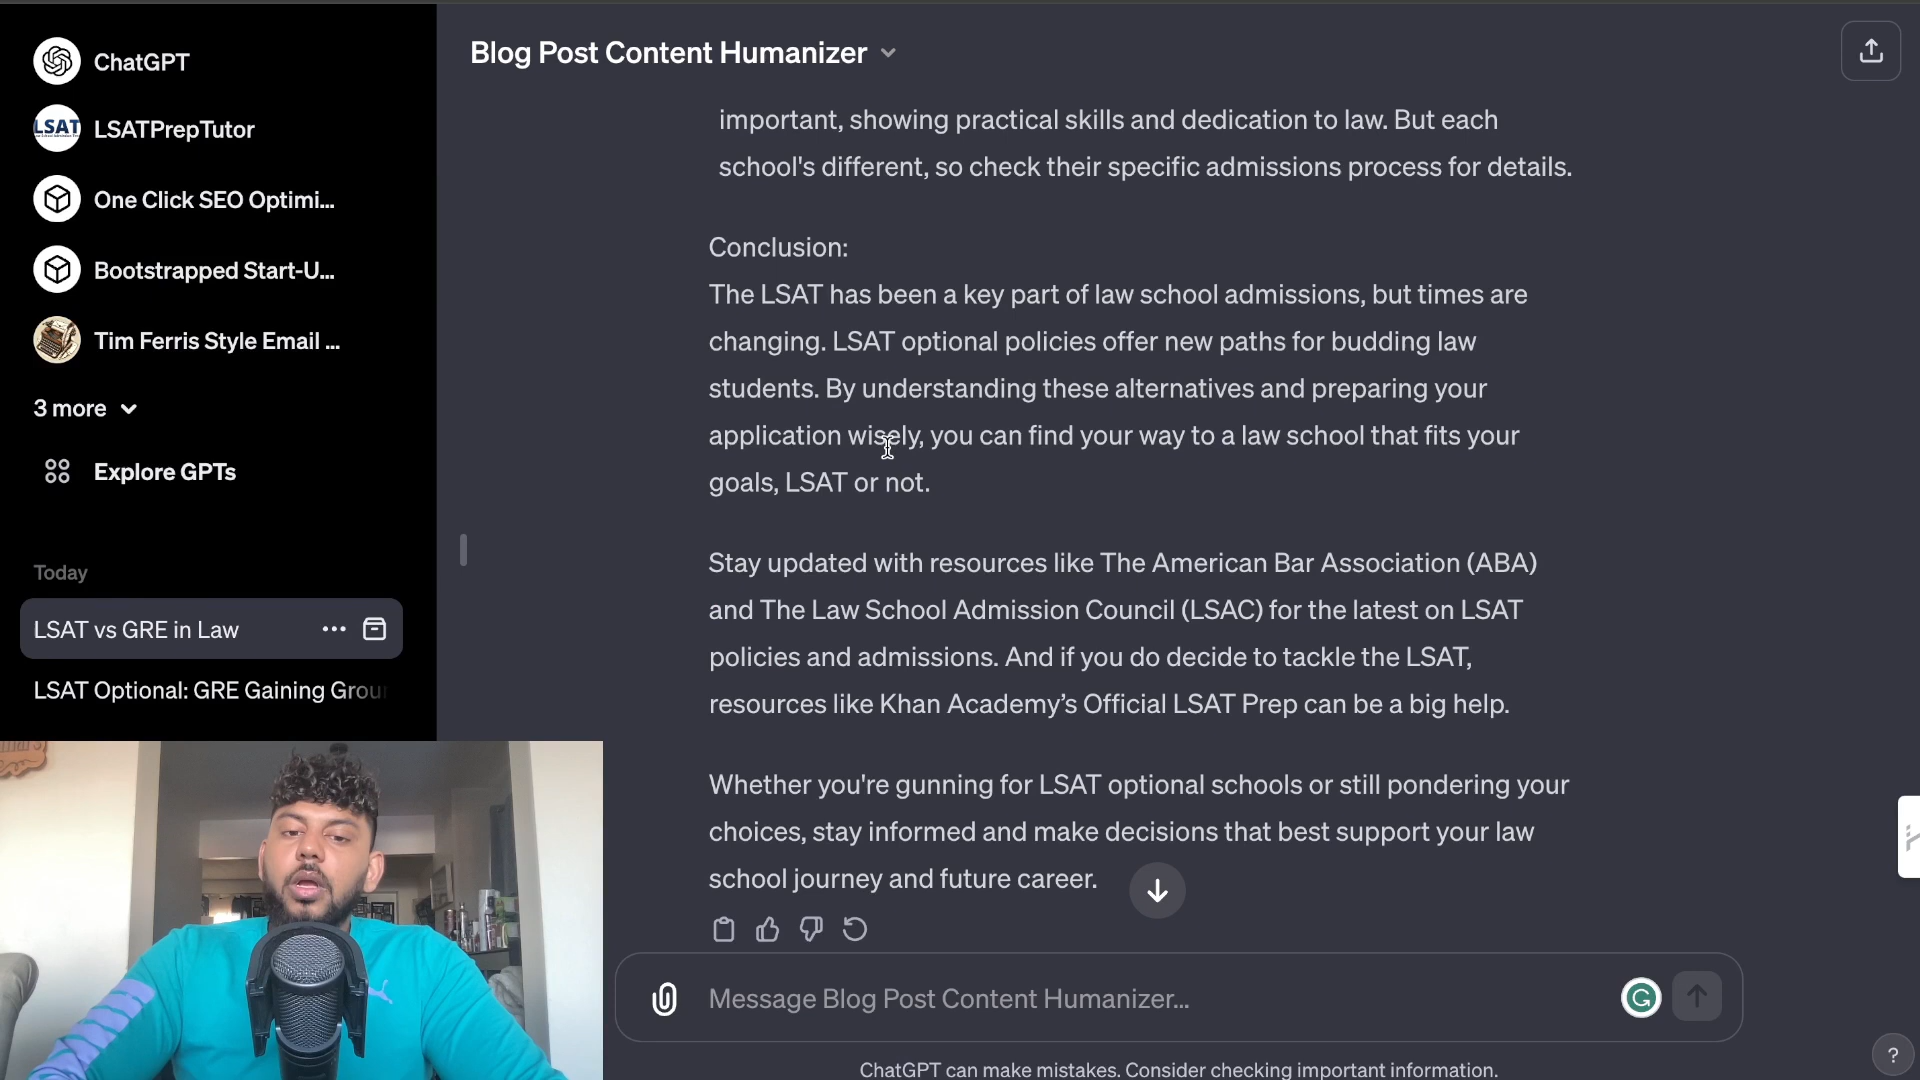 ChatGPT
LSAT
LSATPrepTutor
One Click SEO Optimi...
Bootstrapped Start-U...
Tim Ferris Style Email ...
3 more
Explore GPTs
Today
LSAT vs GRE in Law
LSAT Optional: GRE Gaining Grou
Blog Post Content Humanizer
important, showing practical skills and dedication to law. But each
school's different, so check their specific admissions process for details.
Conclusion:
The LSAT has been a key part of law school admissions, but times are
changing. LSAT optional policies offer new paths for budding law
students. By understanding these alternatives and preparing your
application wisely, you can find your way to a law school that fits your
goals, LSAT or not.
Stay updated with resources like The American Bar Association (ABA)
and The Law School Admission Council (LSAC) for the latest on LSAT
policies and admissions. And if you do decide to tackle the LSAT,
resources like Khan Academy’s Official LSAT Prep can be a big help.
Whether you're gunning for LSAT optional schools or still pondering your
choices, stay informed and make decisions that best support your law
school journey and future career.
Message Blog Post Content Humanizer...
ChatGPT can make mistakes. Consider checking important information.
?